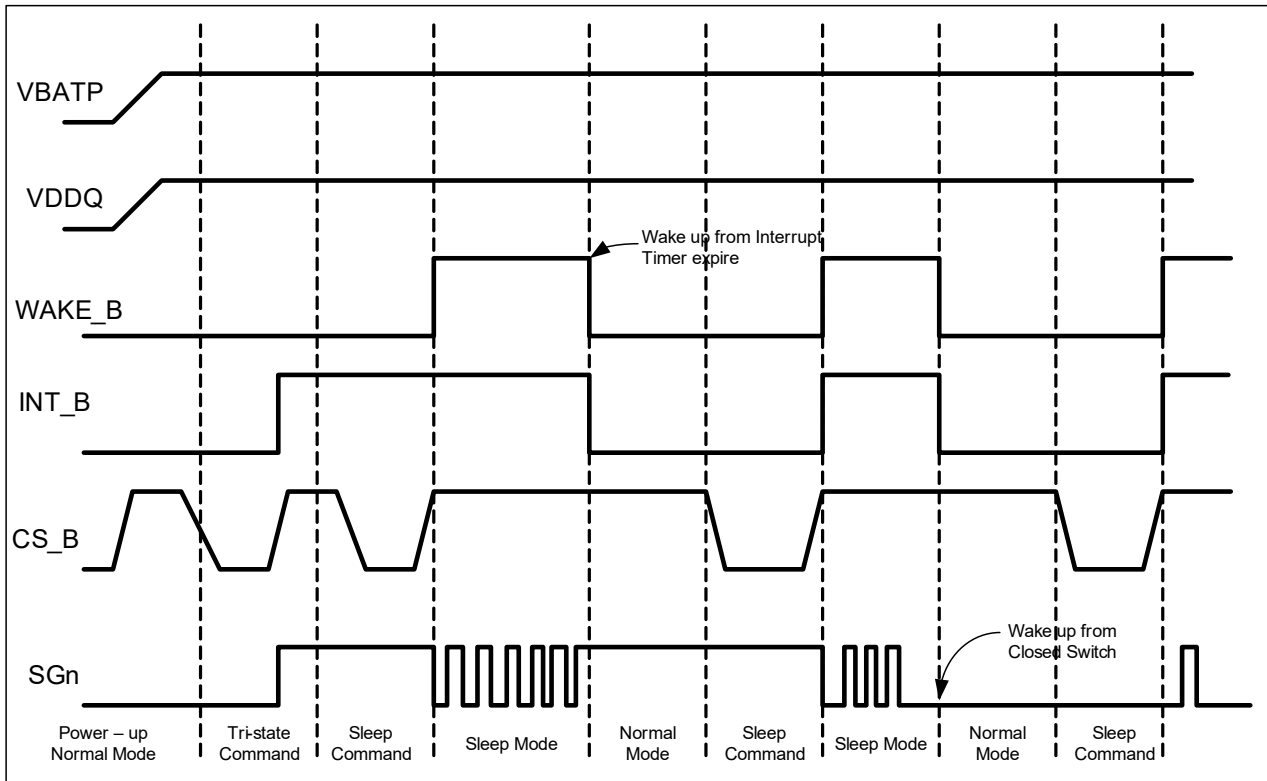 VBATP
VDDQ
Wake up from Interrupt
Timer expire
WAKE_B
INT_B
CS_B
Wake up from
Closed Switch
SGn
Power – up
Normal Mode
Tri-state
Command
Sleep
Command
Sleep Mode
Normal
Mode
Sleep
Command
Sleep Mode
Normal
Mode
Sleep
Command